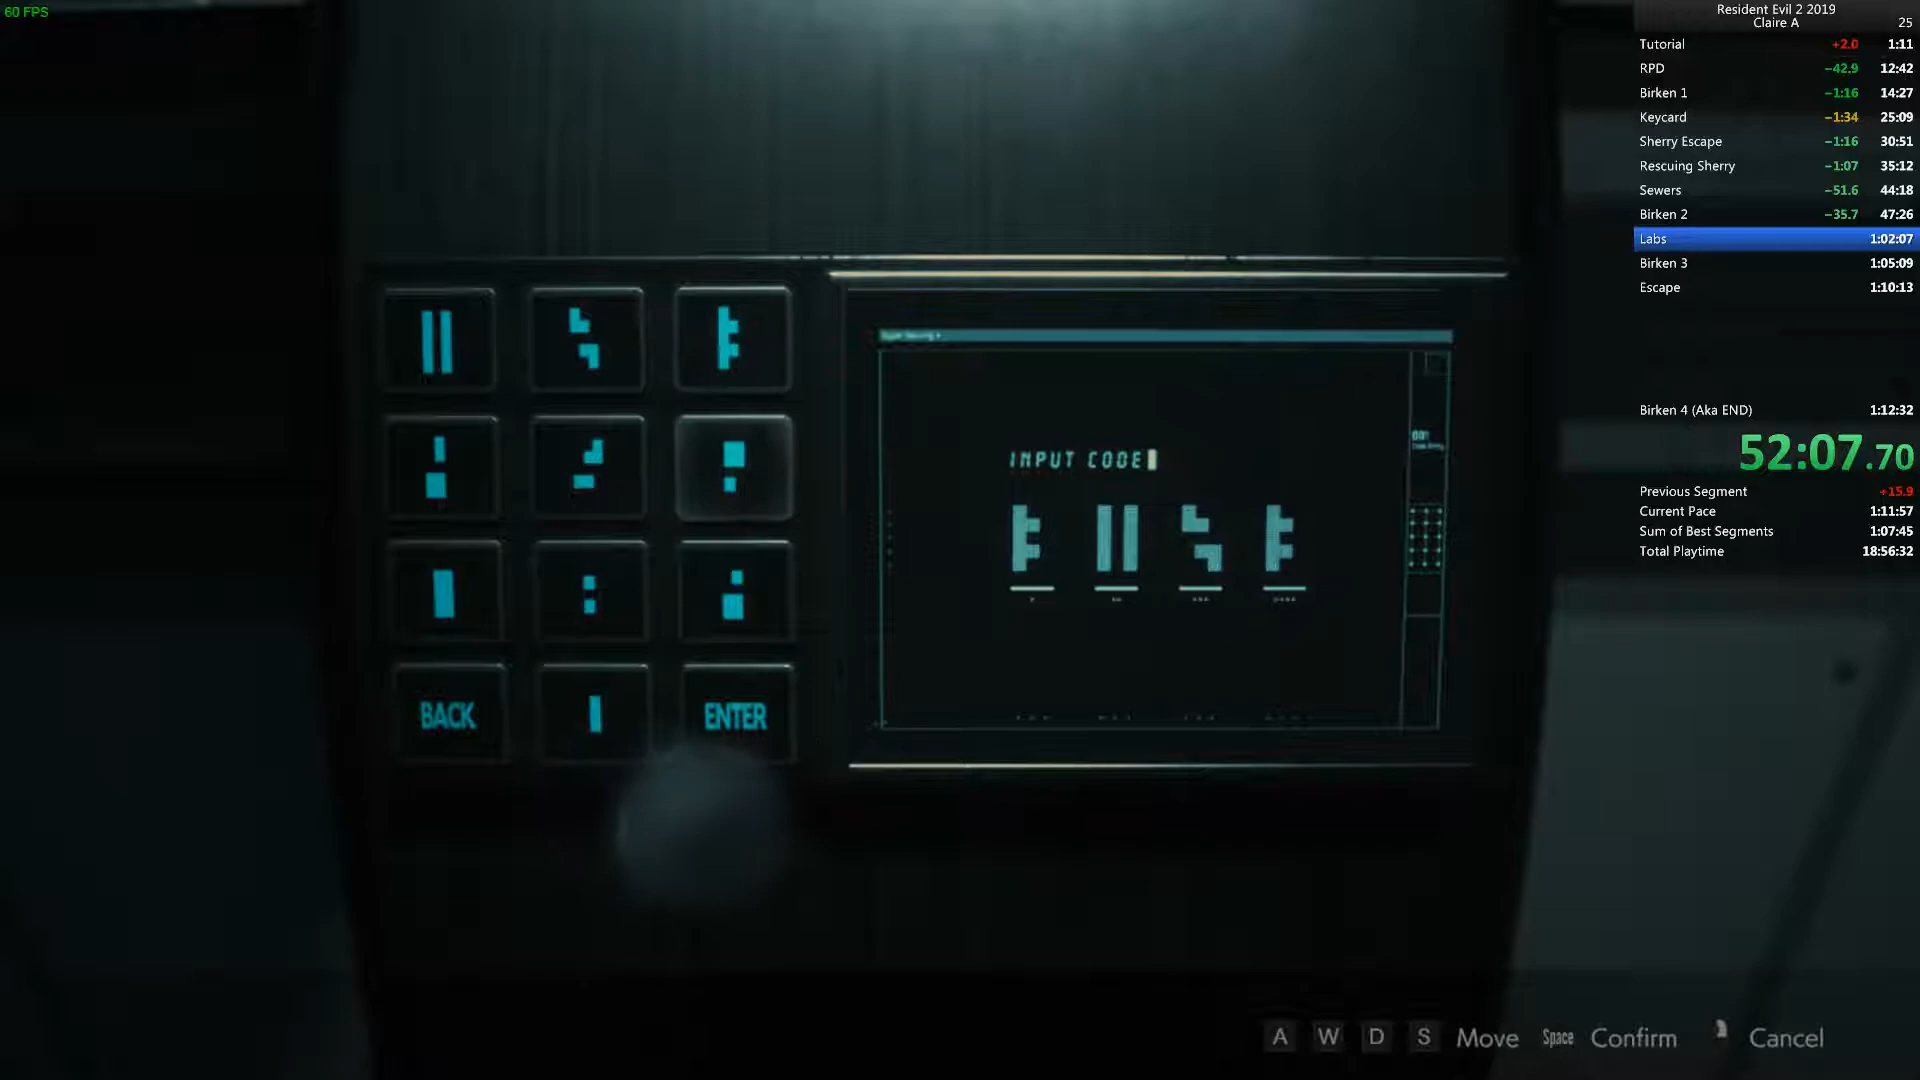 60 FPS
Resident Evil 2 2019
Claire A 25
Tutorial +2.0 1:11
RPD −42.9 12:42
Birken 1 −1:16 14:27
Keycard −1:34 25:09
Sherry Escape −1:16 30:51
Rescuing Sherry −1:07 35:12
Sewers −51.6 44:18
Birken 2 −35.7 47:26
Labs 1:02:07
Birken 3 1:05:09
Escape 1:10:13
Birken 4 (Aka END) 1:12:32
52:07.70
Previous Segment +15.9
Current Pace 1:11:57
Sum of Best Segments 1:07:45
Total Playtime 18:56:32
INPUT CODE
BACK
ENTER
A W D S Move Space Confirm Cancel